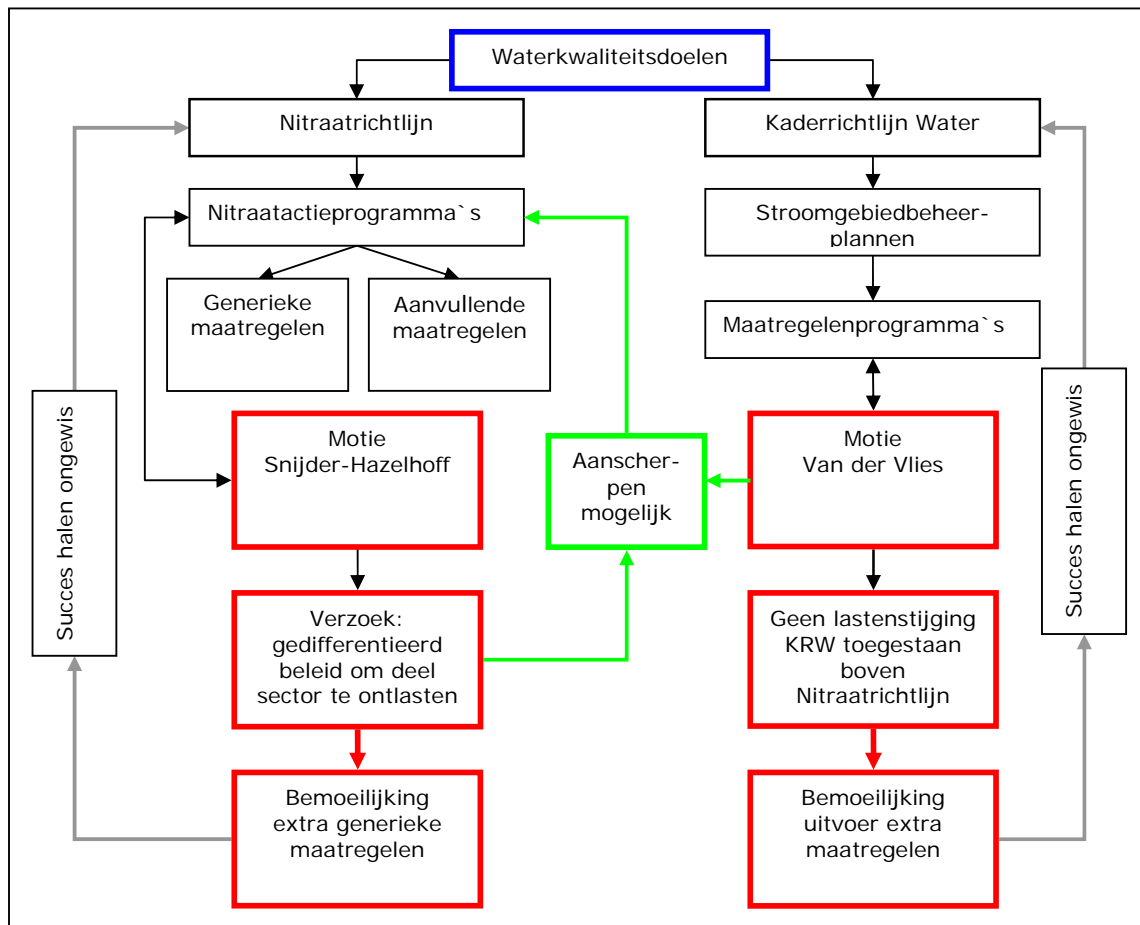 Waterkwaliteitsdoelen
Nitraatrichtlijn
Kaderrichtlijn Water
Nitraatactieprogramma`s
Stroomgebiedbeheer-
plannen
Generieke
maatregelen
Aanvullende
maatregelen
Maatregelenprogramma`s
Succes halen ongewis
Motie
Snijder-Hazelhoff
Aanscher-
pen
mogelijk
Motie
Van der Vlies
Succes halen ongewis
Verzoek:
gedifferentieerd
beleid om deel
sector te ontlasten
Geen lastenstijging
KRW toegestaan
boven
Nitraatrichtlijn
Bemoeilijking
extra generieke
maatregelen
Bemoeilijking
uitvoer extra
maatregelen